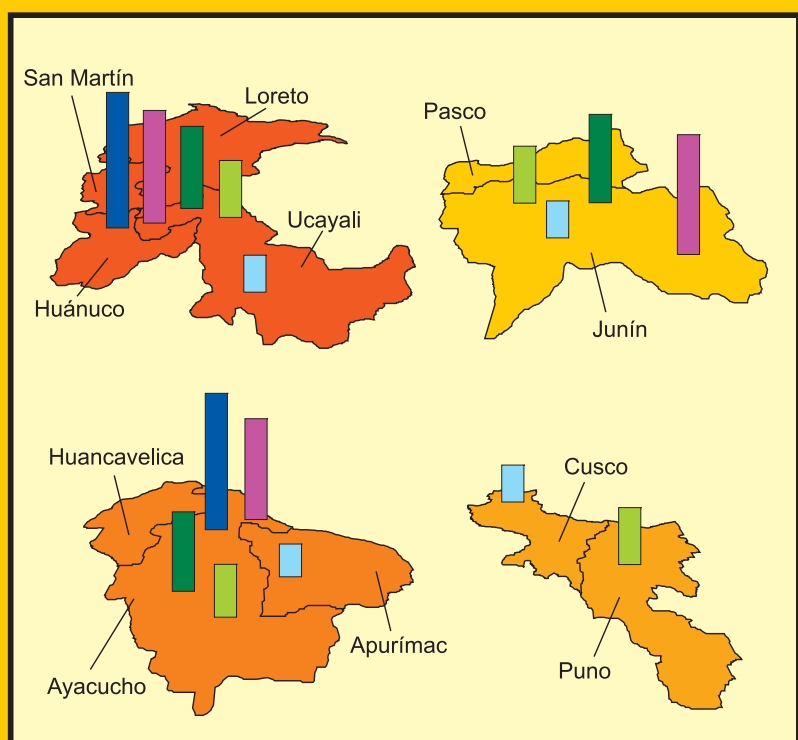 San Martín
Loreto
Ucayali
Huánuco
Pasco
Junín
Huancavelica
Ayacucho
Apurímac
Cusco
Puno